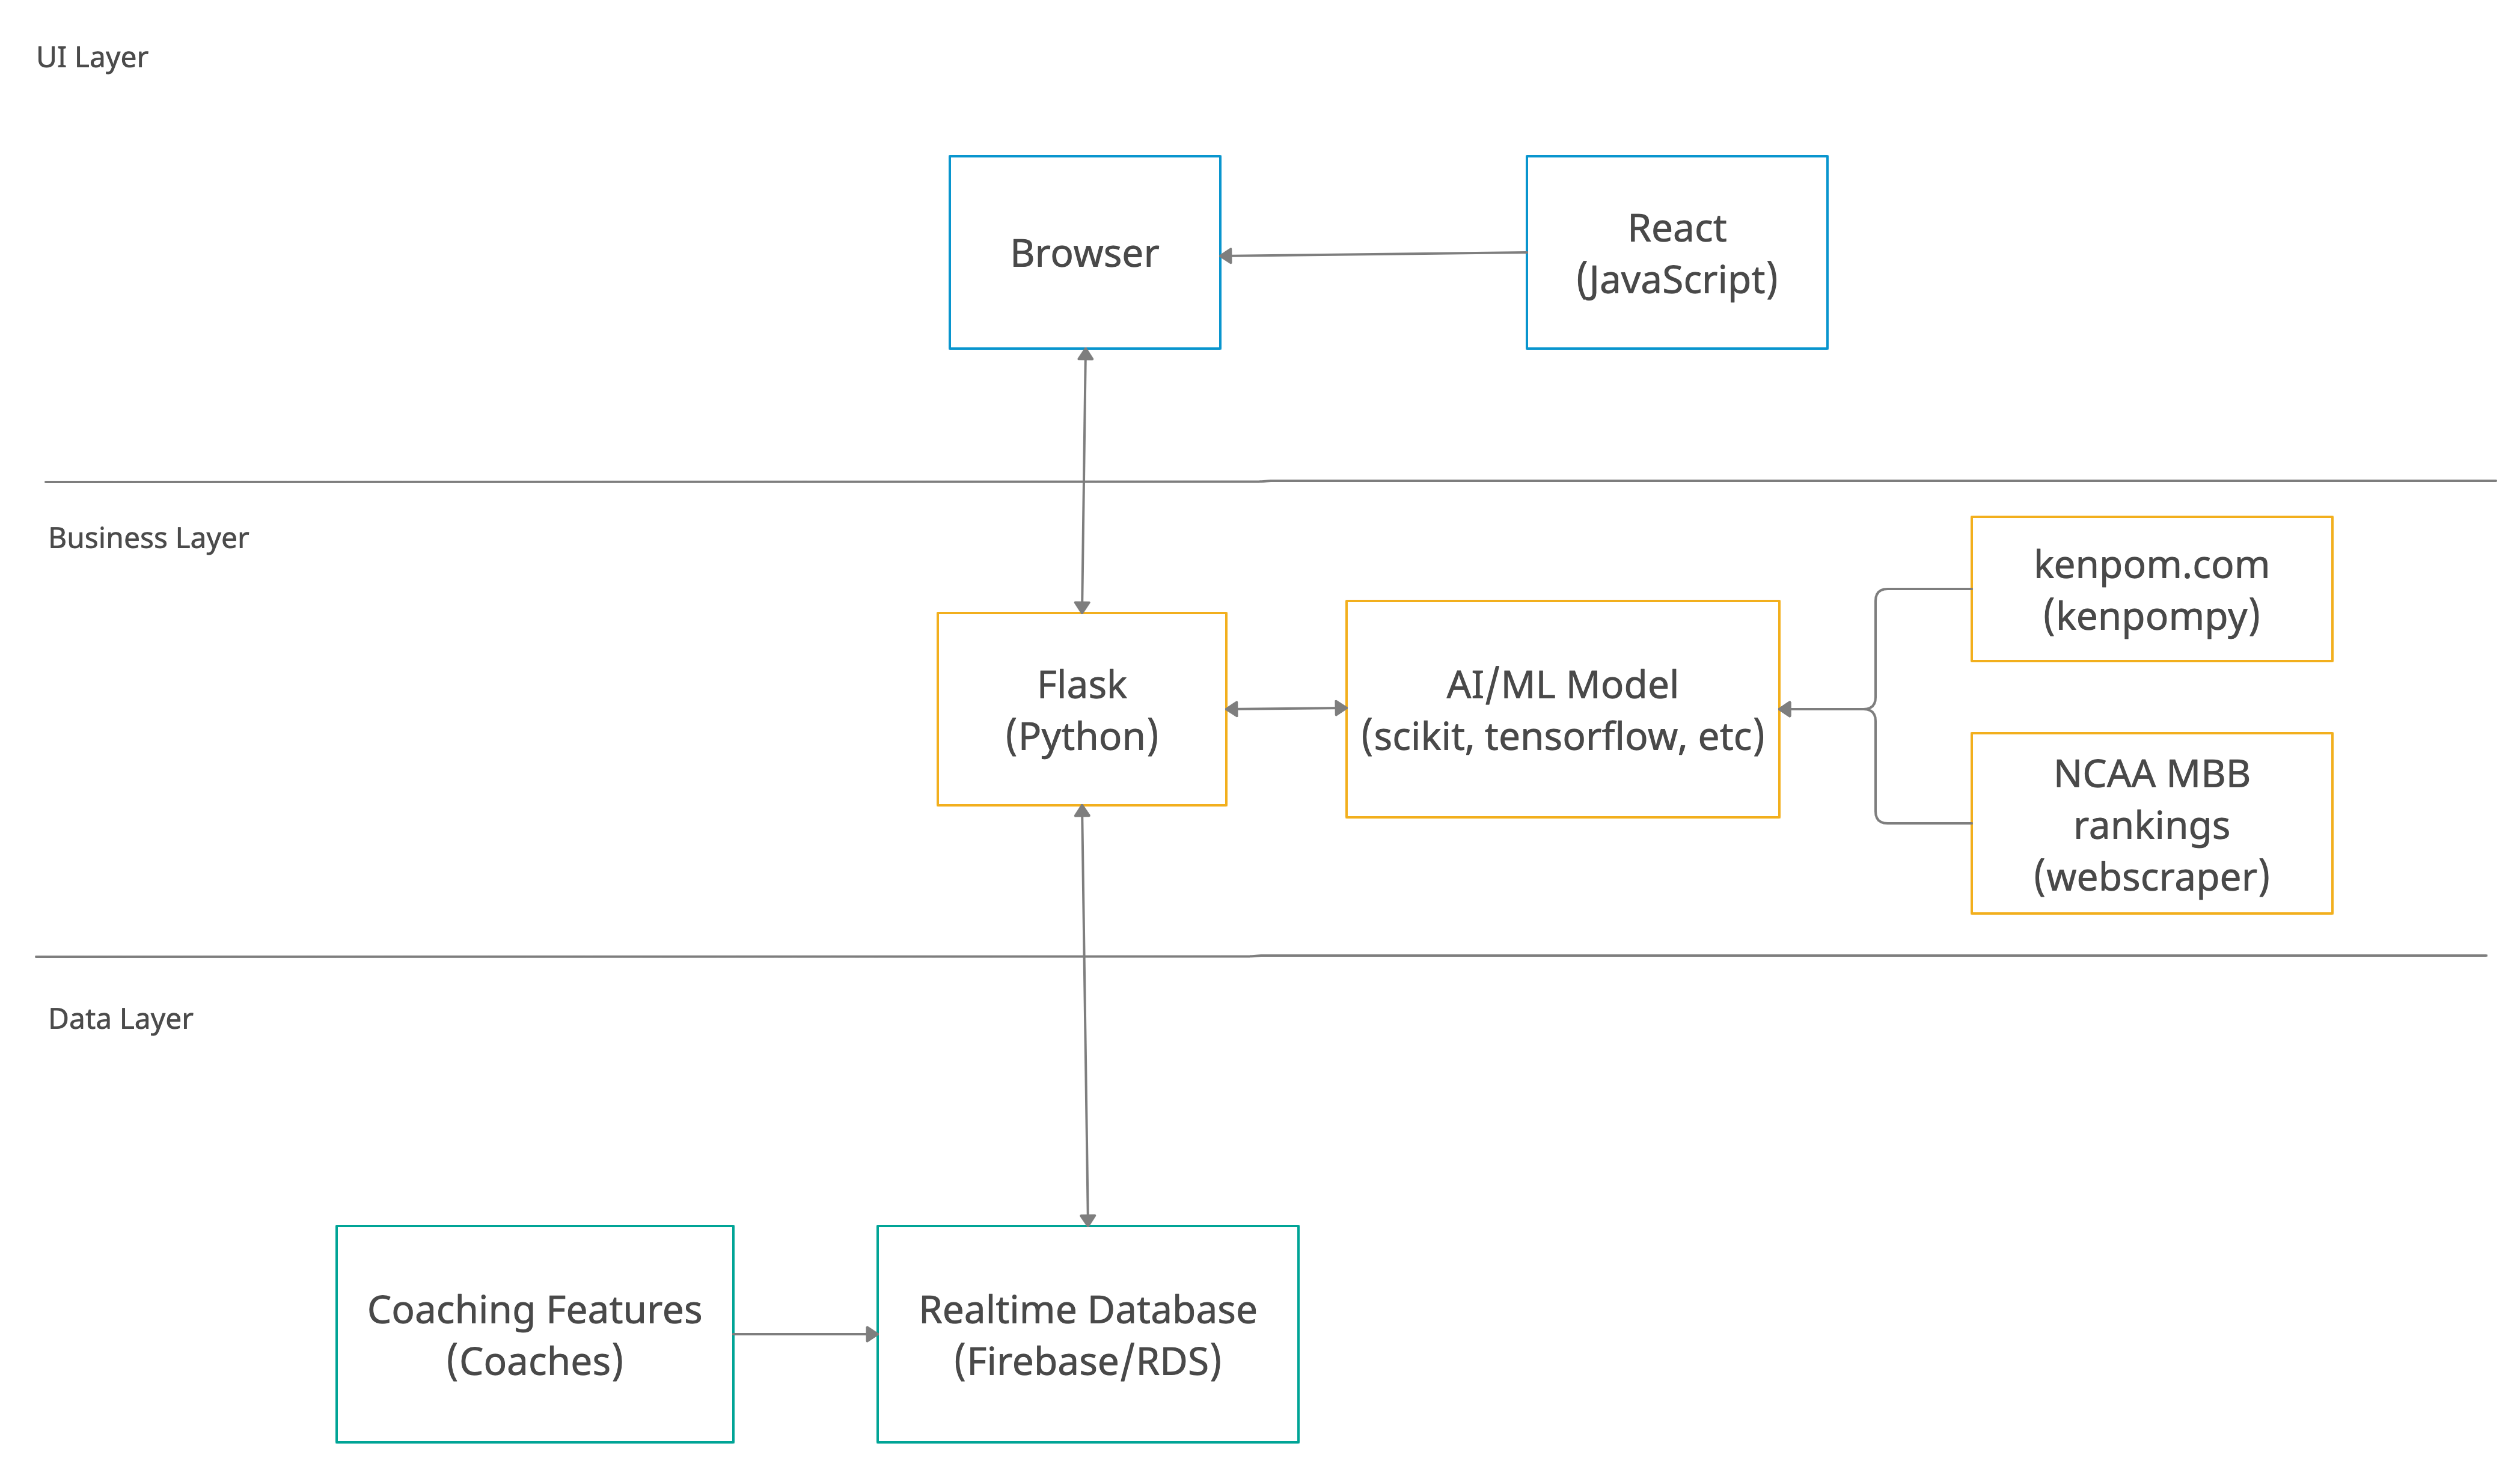 UI Layer
Browser
React
(JavaScript)
Business Layer
Flask
(Python)
AI/ML Model
(scikit, tensorflow, etc)
kenpom.com
(kenpompy)
NCAA MBB
rankings
(webscraper)
Data Layer
Coaching Features
(Coaches)
Realtime Database
(Firebase/RDS)